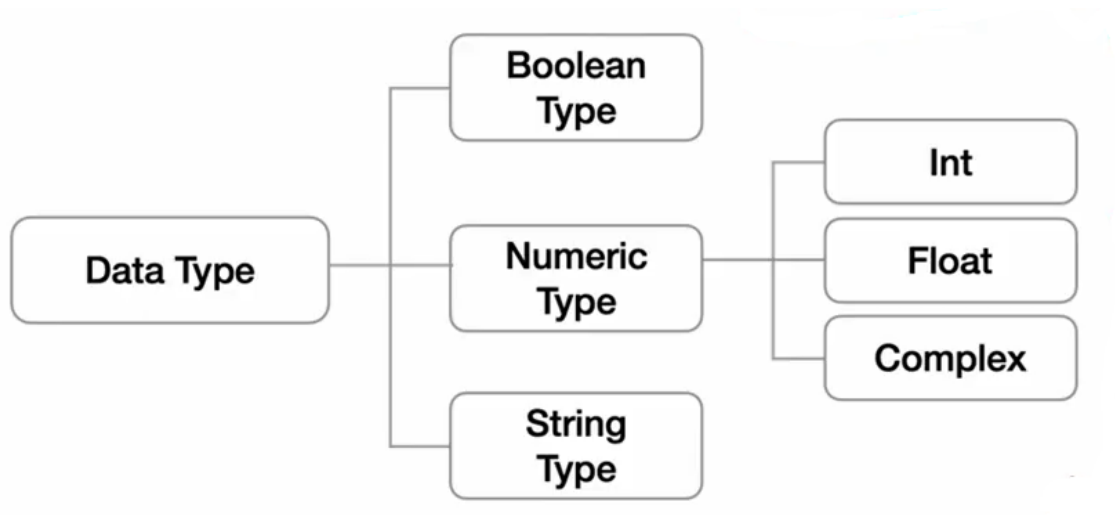 Data Type
Boolean
Type
Numeric
Type
String
Type
Int
Float
Complex